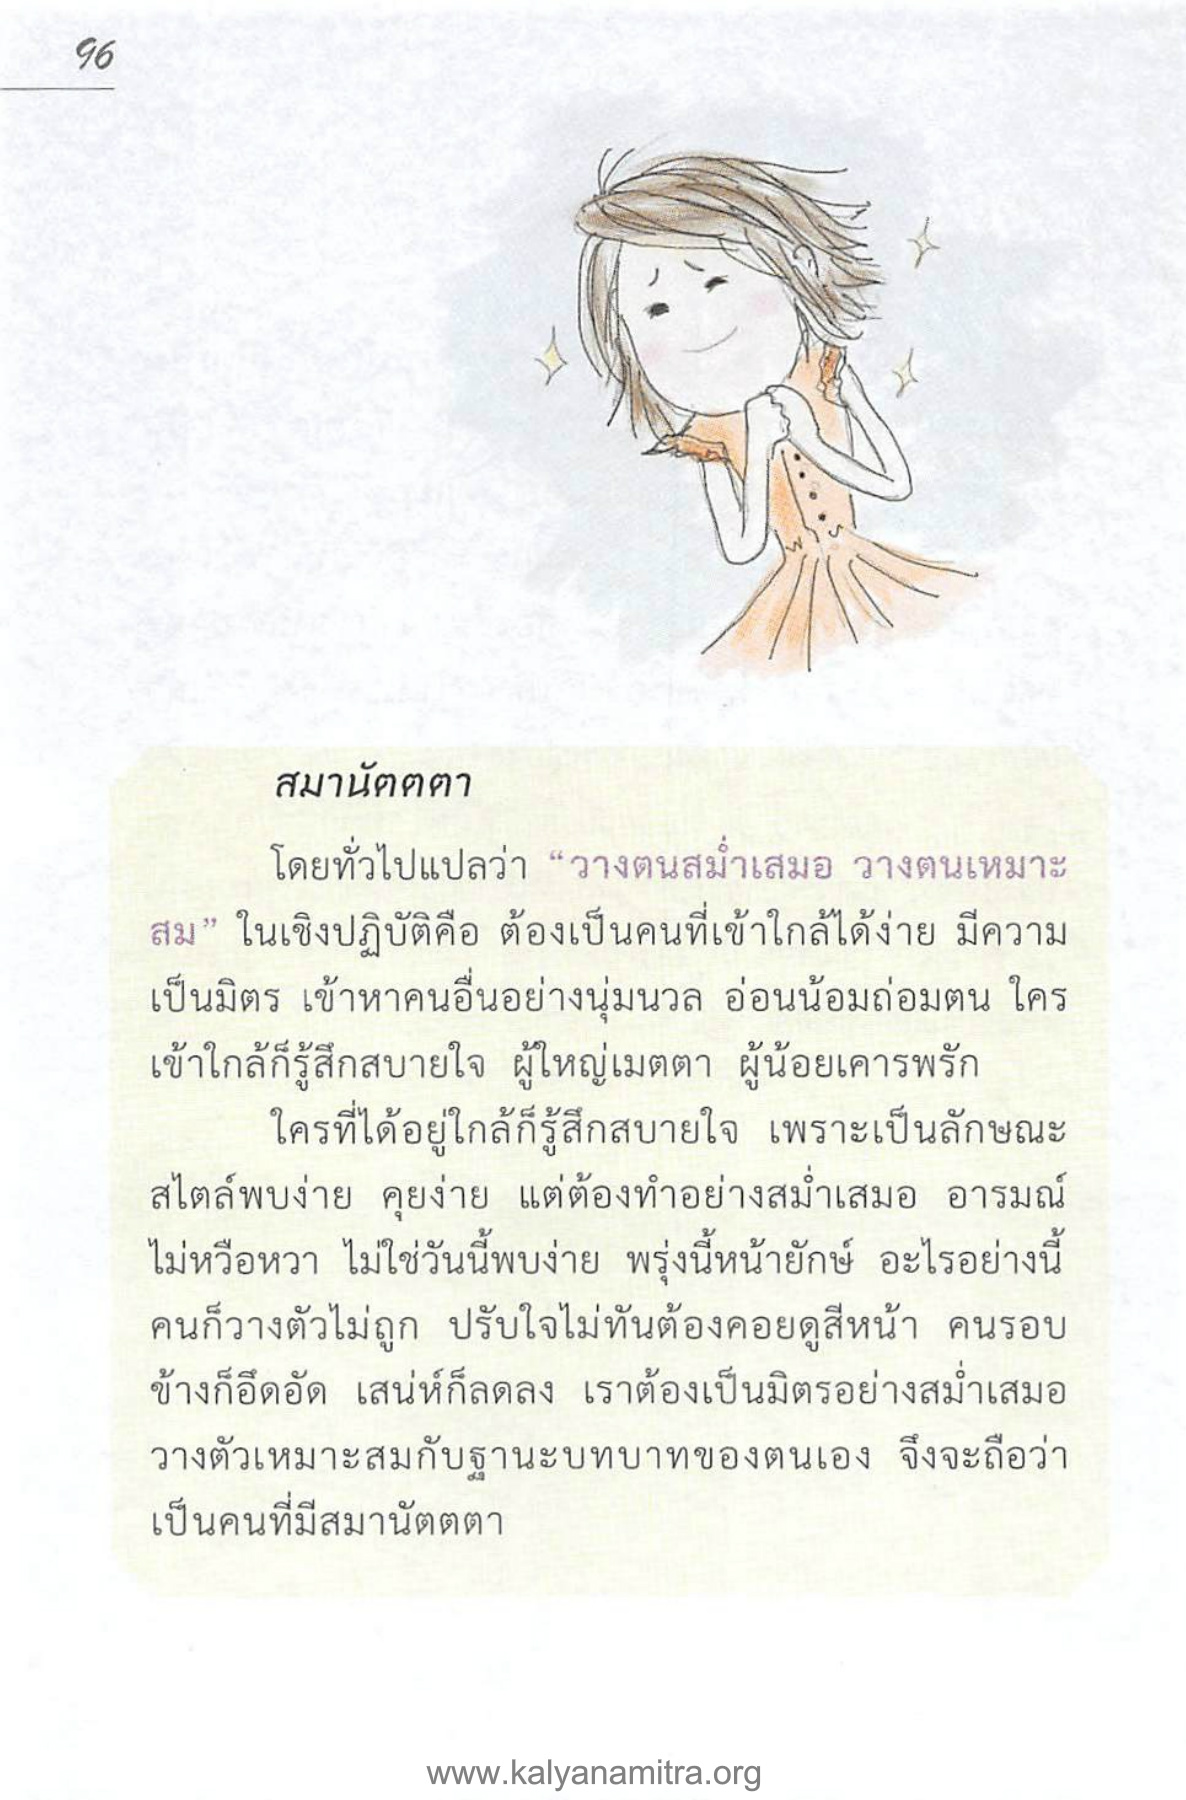 96
สมานัตตตา
โดยทั่วไปแปลว่า “วางตนสม่ำเสมอ วางตนเหมาะ
สม” ในเชิงปฏิบัติคือ ต้องเป็นคนที่เข้าใกล้ได้ง่าย มีความ
เป็นมิตร เข้าหาคนอื่นอย่างนุ่มนวล อ่อนน้อมถ่อมตน ใคร
เข้าใกล้ก็รู้สึกสบายใจ ผู้ใหญ่เมตตา ผู้น้อยเคารพรัก
ใครที่ได้อยู่ใกล้ก็รู้สึกสบายใจ เพราะเป็นลักษณะ
สไตล์พบง่าย คุยง่าย แต่ต้องทำอย่างสม่ำเสมอ อารมณ์
ไม่หวือหวา ไม่ใช่วันนี้พบง่าย พรุ่งนี้หน้ายักษ์ อะไรอย่างนี้
คนก็วางตัวไม่ถูก ปรับใจไม่ทันต้องคอยดูสีหน้า คนรอบ
ข้างก็อึดอัด เสน่ห์ก็ลดลง เราต้องเป็นมิตรอย่างสม่ำเสมอ
วางตัวเหมาะสมกับฐานะบทบาทของตนเอง จึงจะถือว่า
เป็นคนที่มีสมานัตตตา
www.kalyanamitra.org